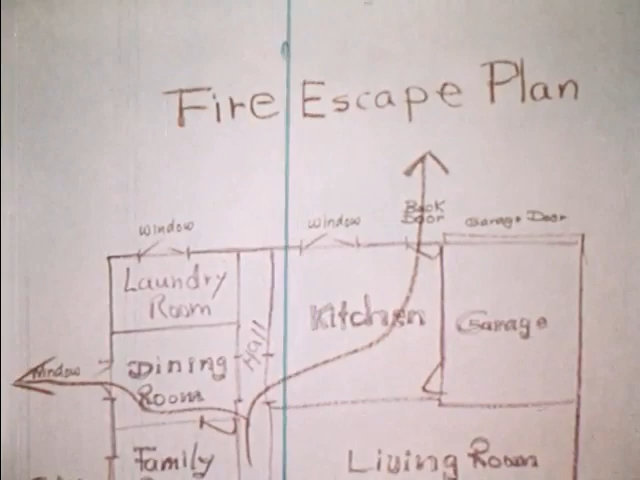 Fire Escape Plan
window
window
Back
Door
Garage Door
Laundry
Room
Kitchen
Garage
Hall
window
Dining
Room
Family
Living Room